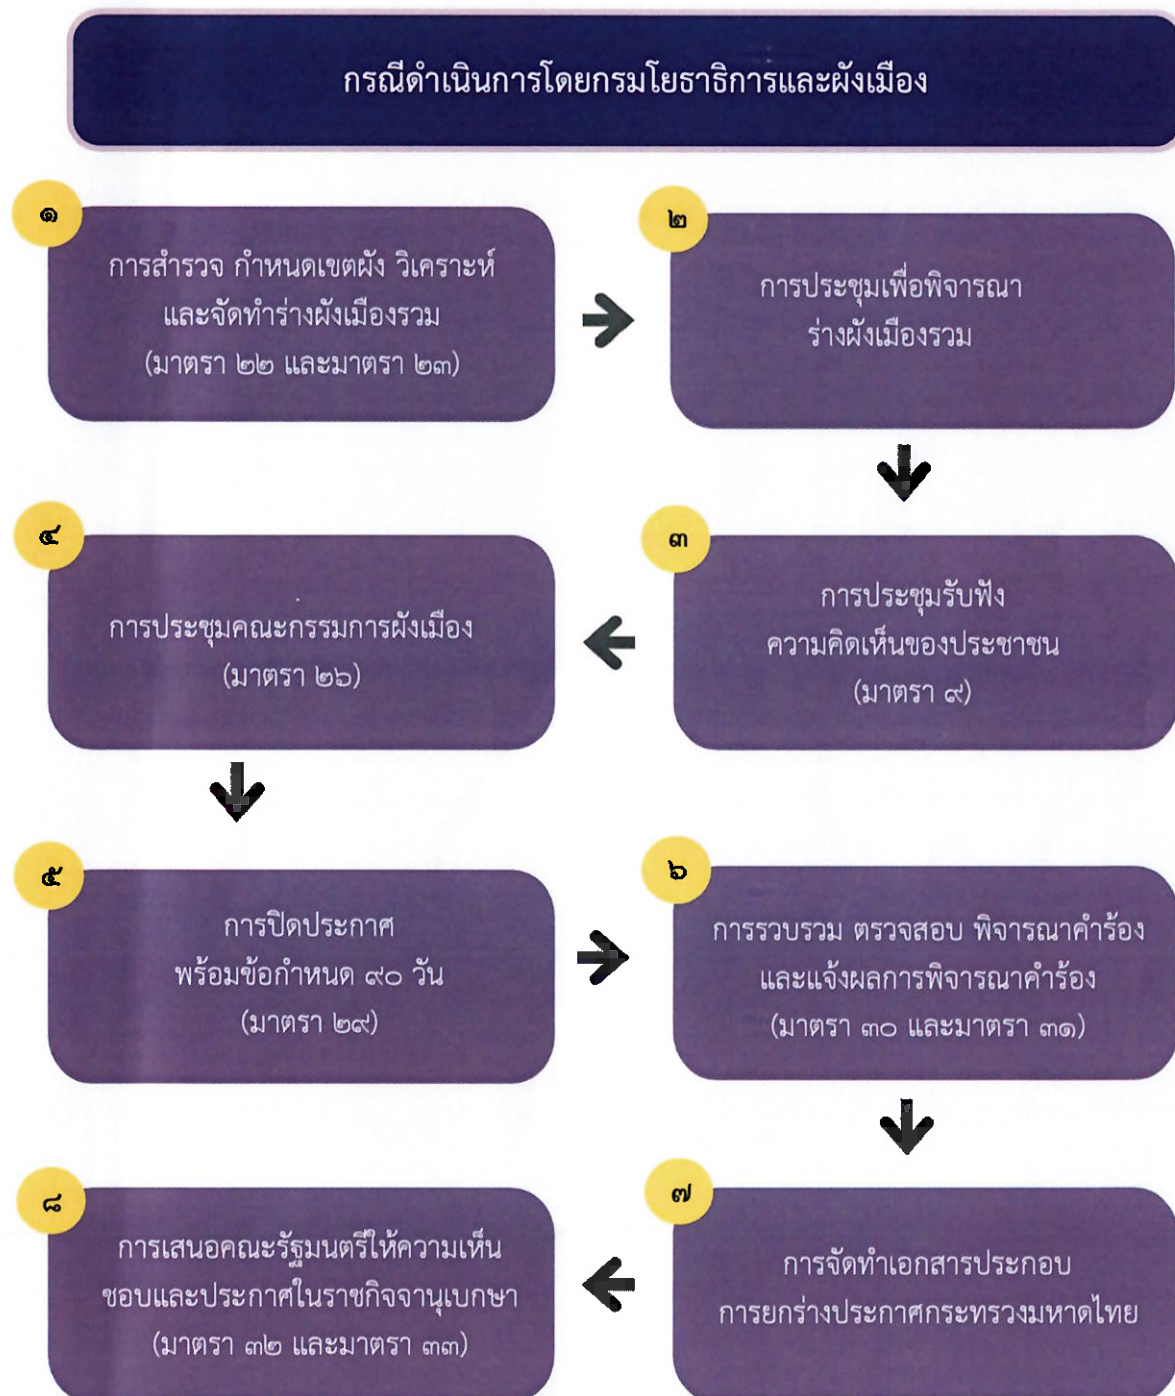 กรณีดำเนินการโดยกรมโยธาธิการและผังเมือง
๑
การสำรวจ กำหนดเขตผัง วิเคราะห์
และจัดทำร่างผังเมืองรวม
(มาตรา ๒๒ และมาตรา ๒๓)
๒
การประชุมเพื่อพิจารณา
ร่างผังเมืองรวม
๓
การประชุมรับฟัง
ความคิดเห็นของประชาชน
(มาตรา ๙)
๔
การประชุมคณะกรรมการผังเมือง
(มาตรา ๒๖)
๕
การปิดประกาศ
พร้อมข้อกำหนด ๙๐ วัน
(มาตรา ๒๙)
๖
การรวบรวม ตรวจสอบ พิจารณาคำร้อง
และแจ้งผลการพิจารณาคำร้อง
(มาตรา ๓๐ และมาตรา ๓๑)
๗
การจัดทำเอกสารประกอบ
การยกร่างประกาศกระทรวงมหาดไทย
๘
การเสนอคณะรัฐมนตรีให้ความเห็น
ชอบและประกาศในราชกิจจานุเบกษา
(มาตรา ๓๒ และมาตรา ๓๓)